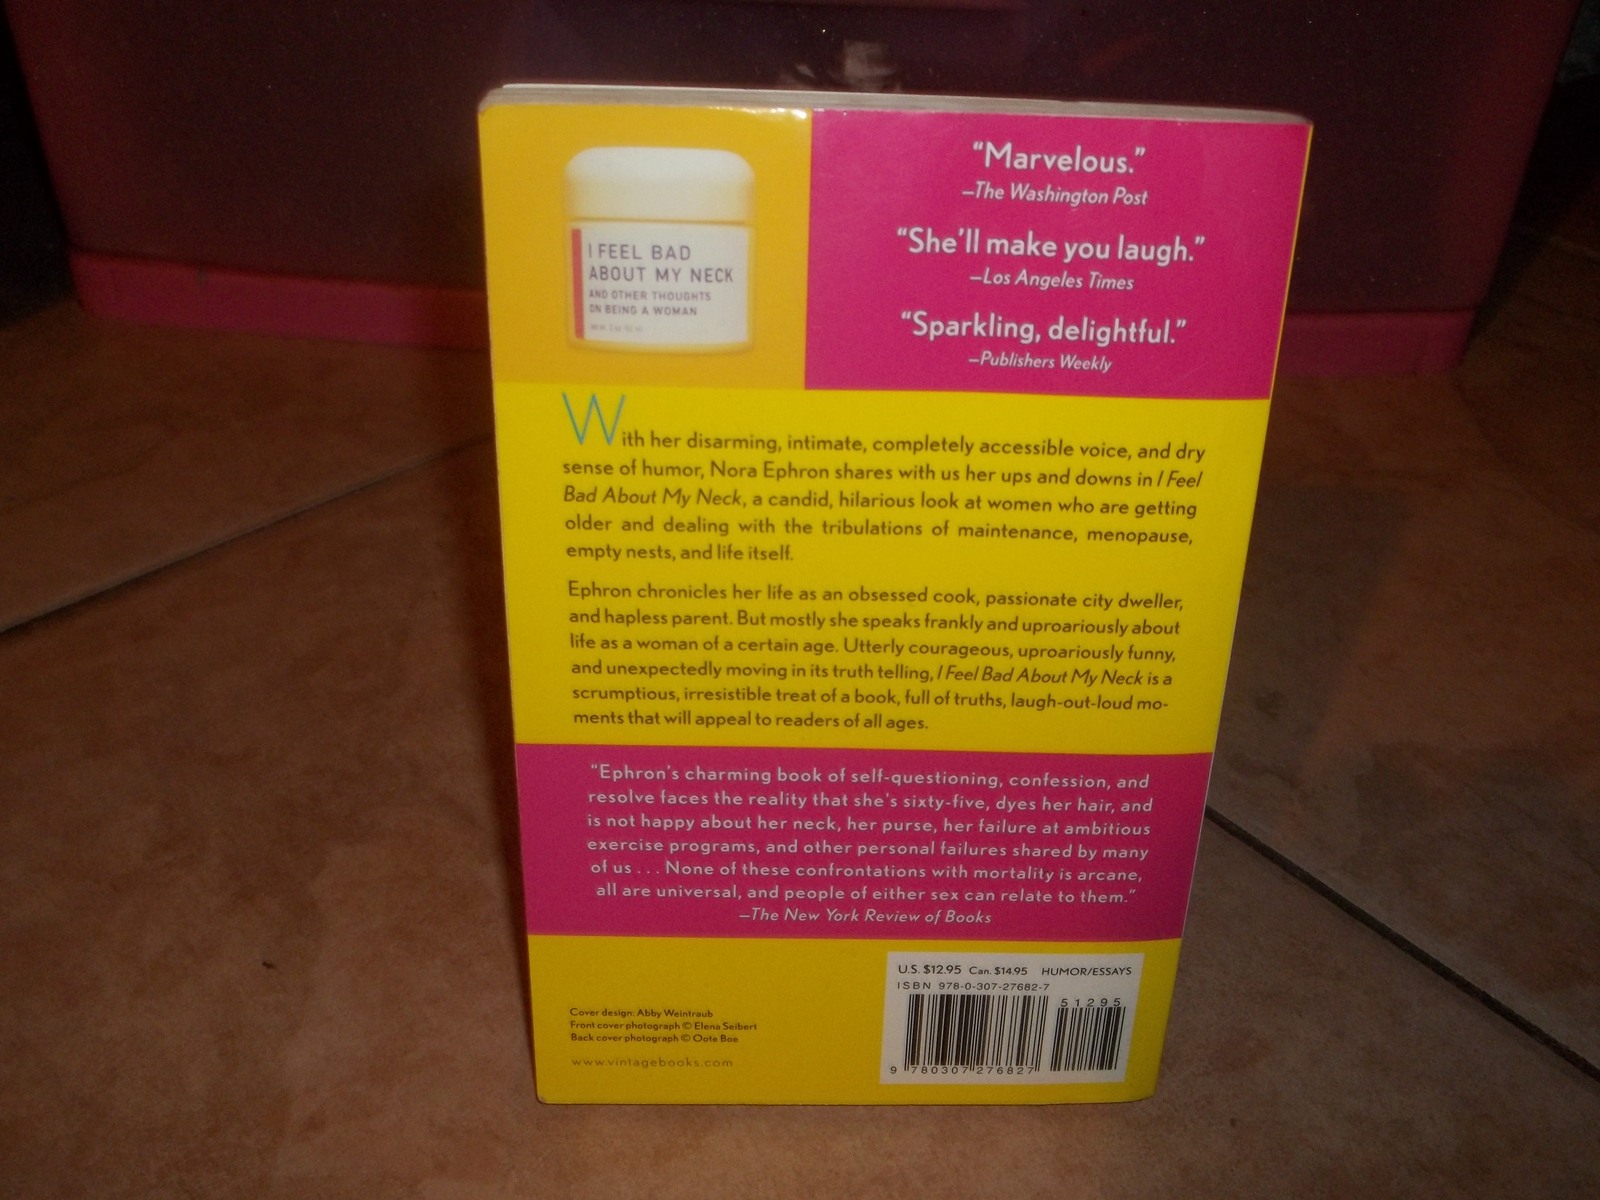 I FEEL BAD
ABOUT MY NECK
AND OTHER THOUGHTS
ON BEING A WOMAN
“Marvelous.”
—The Washington Post
“She’ll make you laugh.”
—Los Angeles Times
“Sparkling, delightful.”
—Publishers Weekly
With her disarming, intimate, completely accessible voice, and dry
sense of humor, Nora Ephron shares with us her ups and downs in I Feel
Bad About My Neck, a candid, hilarious look at women who are getting
older and dealing with the tribulations of maintenance, menopause,
empty nests, and life itself.
Ephron chronicles her life as an obsessed cook, passionate city dweller,
and hapless parent. But mostly she speaks frankly and uproariously about
life as a woman of a certain age. Utterly courageous, uproariously funny,
and unexpectedly moving in its truth telling, I Feel Bad About My Neck is a
scrumptious, irresistible treat of a book, full of truths, laugh-out-loud mo-
ments that will appeal to readers of all ages.
“Ephron’s charming book of self-questioning, confession, and
resolve faces the reality that she’s sixty-five, dyes her hair, and
is not happy about her neck, her purse, her failure at ambitious
exercise programs, and other personal failures shared by many
of us . . . None of these confrontations with mortality is arcane,
all are universal, and people of either sex can relate to them.”
—The New York Review of Books
Cover design: Abby Weintraub
Front cover photograph © Elena Seibert
Back cover photograph © Oote Boe
www.vintagebooks.com
U.S. $12.95 Can. $14.95 HUMOR/ESSAYS
ISBN 978-0-307-27682-7
51295
9 780307 276827